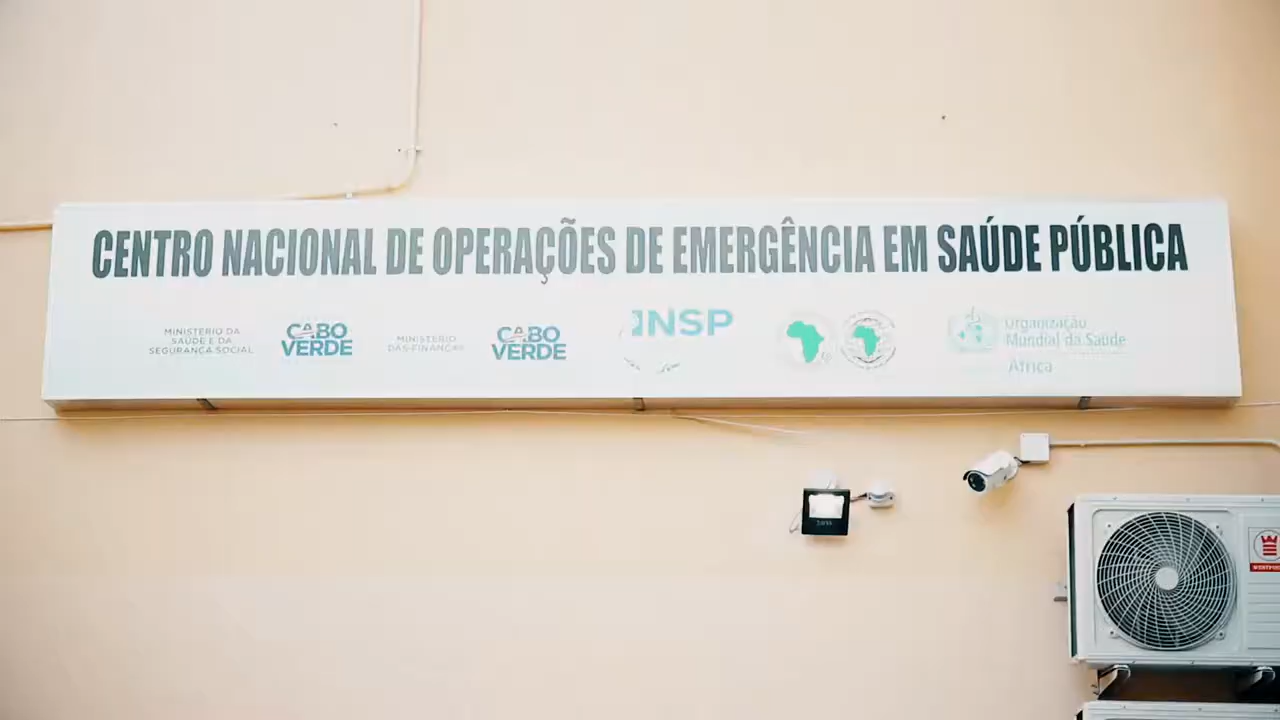 CENTRO NACIONAL DE OPERAÇÕES DE EMERGÊNCIA EM SAÚDE PÚBLICA
MINISTÉRIO DA
SAÚDE E DA
SEGURANÇA SOCIAL
CABO
VERDE
MINISTÉRIO
DAS FINANÇAS
CABO
VERDE
INSP
Organização
Mundial da Saúde
África